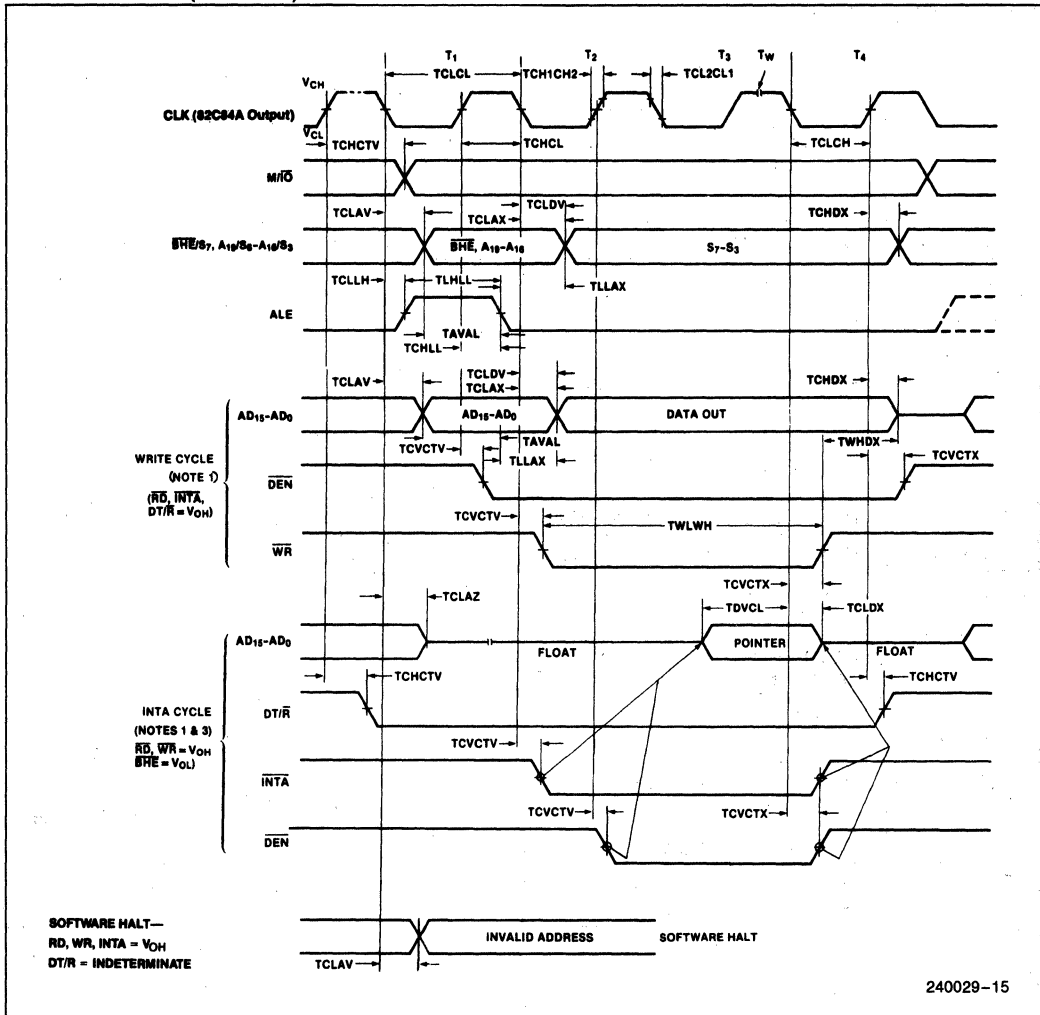 T1 T2 T3 TW T4
TCLCL TCH1CH2 TCL2CL1
VCH
CLK (82C84A Output)
VCL
TCHCTV TCHCL TCLCH
M/IO
TCLAV TCLDV TCHDX
TCLAX
BHE/S7, A19/S6–A16/S3 BHE, A19–A16 S7–S3
TCLLH TLHLL TLLAX
ALE
TAVAL
TCHLL
TCLAV TCLDV TCHDX
TCLAX
AD15–AD0 AD15–AD0 DATA OUT
TCVCTV TAVAL TWHDX
WRITE CYCLE
(NOTE 1)
(RD, INTA,
DT/R = VOH)
TLLAX TCVCTX
DEN
TCVCTV TWLWH
WR
TCVCTX
TCLAZ TDVCL TCLDX
AD15–AD0 FLOAT POINTER FLOAT
TCHCTV TCHCTV
INTA CYCLE
(NOTES 1 & 3)
RD, WR = VOH
BHE = VOL)
DT/R
TCVCTV
INTA
TCVCTV TCVCTX
DEN
SOFTWARE HALT—
RD, WR, INTA = VOH
DT/R = INDETERMINATE
INVALID ADDRESS SOFTWARE HALT
TCLAV
240029–15